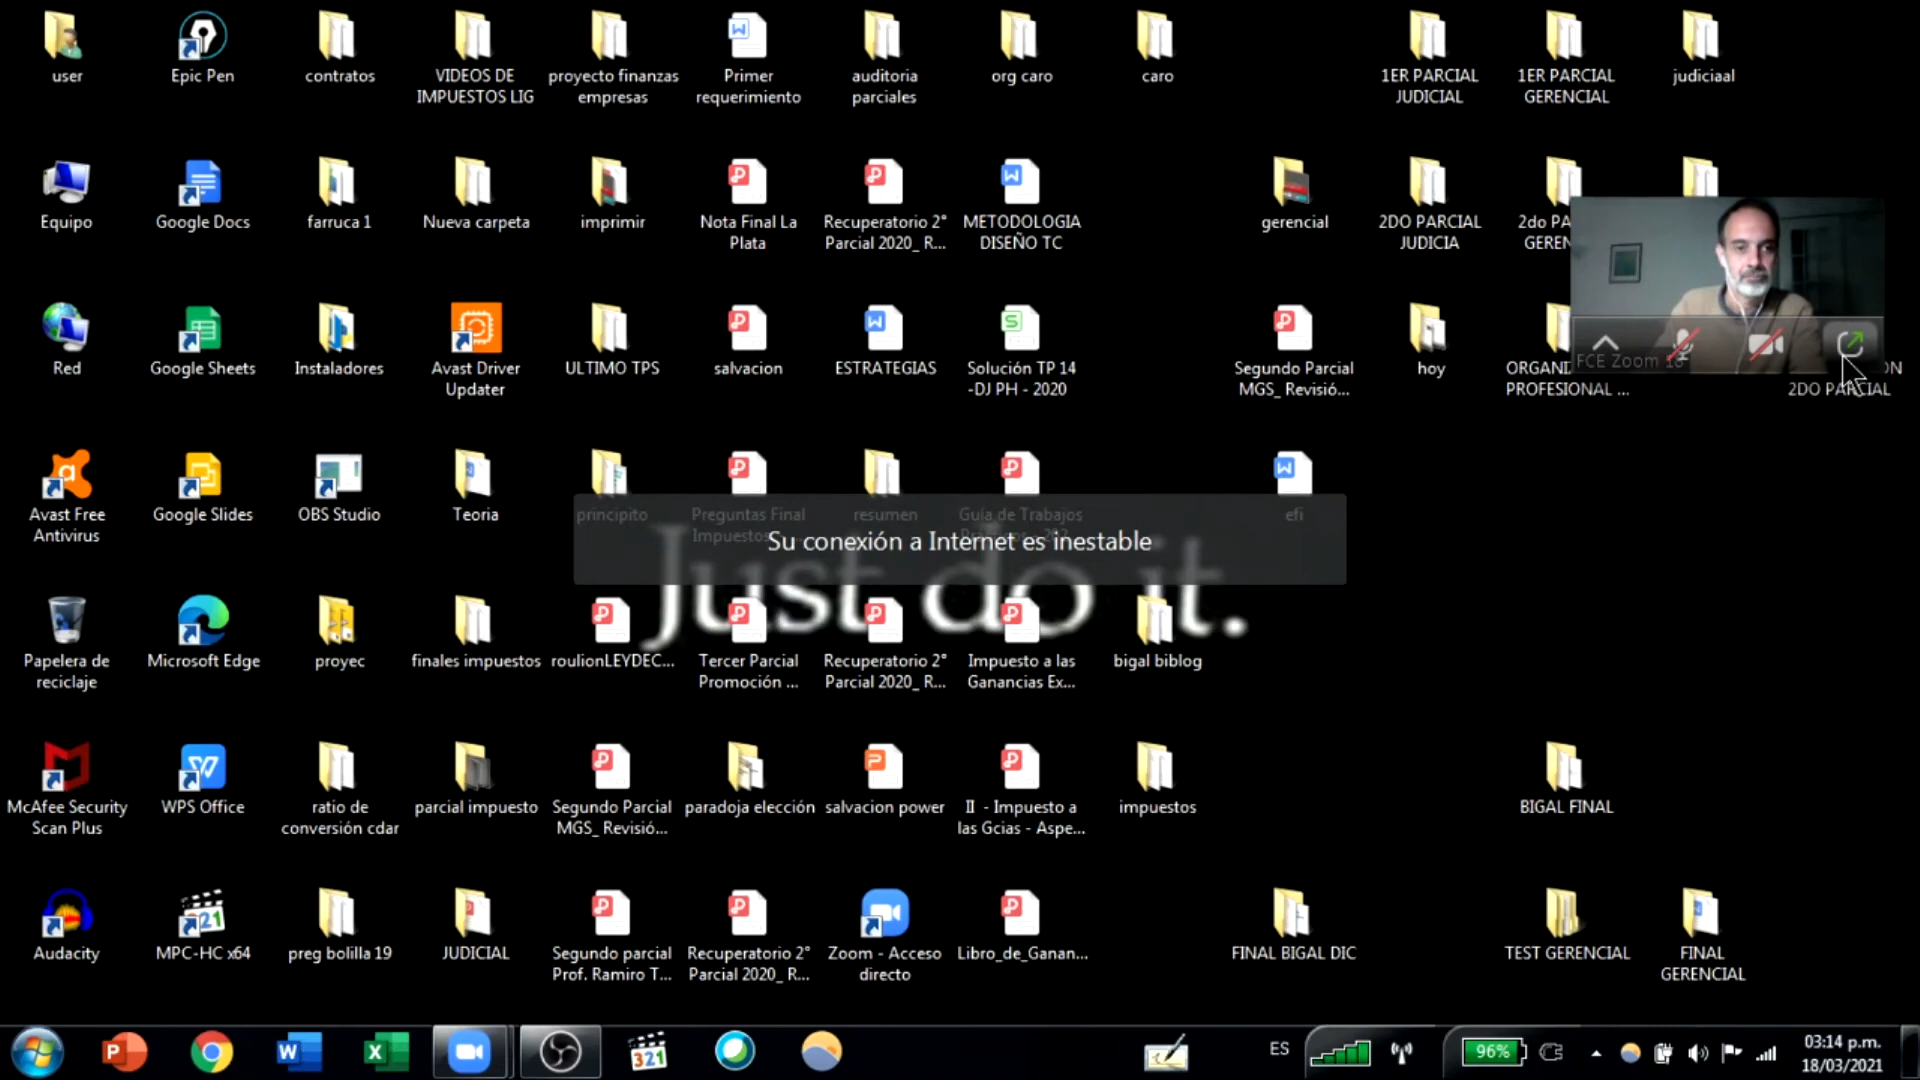 user
Epic Pen
contratos
VIDEOS DE
IMPUESTOS LIG
proyecto finanzas
empresas
Primer
requerimiento
auditoria
parciales
org caro
caro
1ER PARCIAL
JUDICIAL
1ER PARCIAL
GERENCIAL
judiciaal
Equipo
Google Docs
farruca 1
Nueva carpeta
imprimir
Nota Final La
Plata
Recuperatorio 2°
Parcial 2020_ R...
METODOLOGIA
DISEÑO TC
gerencial
2DO PARCIAL
JUDICIA
2do PA
GEREN
Red
Google Sheets
Instaladores
Avast Driver
Updater
ULTIMO TPS
salvacion
ESTRATEGIAS
Solución TP 14
-DJ PH - 2020
Segundo Parcial
MGS_ Revisió...
hoy
ORGANI
PROFESIONAL ...
FCE Zoom 16
ON
2DO PARCIAL
Avast Free
Antivirus
Google Slides
OBS Studio
Teoria
principito
Preguntas Final
Impuestos
resumen
Guía de Trabajos
efi
Su conexión a Internet es inestable
Just do it.
Papelera de
reciclaje
Microsoft Edge
proyec
finales impuestos
roulionLEYDEC...
Tercer Parcial
Promoción ...
Recuperatorio 2°
Parcial 2020_ R...
Impuesto a las
Ganancias Ex...
bigal biblog
McAfee Security
Scan Plus
WPS Office
ratio de
conversión cdar
parcial impuesto
Segundo Parcial
MGS_ Revisió...
paradoja elección
salvacion power
II - Impuesto a
las Gcias - Aspe...
impuestos
BIGAL FINAL
Audacity
MPC-HC x64
preg bolilla 19
JUDICIAL
Segundo parcial
Prof. Ramiro T...
Recuperatorio 2°
Parcial 2020_ R...
Zoom - Acceso
directo
Libro_de_Ganan...
FINAL BIGAL DIC
TEST GERENCIAL
FINAL
GERENCIAL
321
ES
96%
03:14 p.m.
18/03/2021